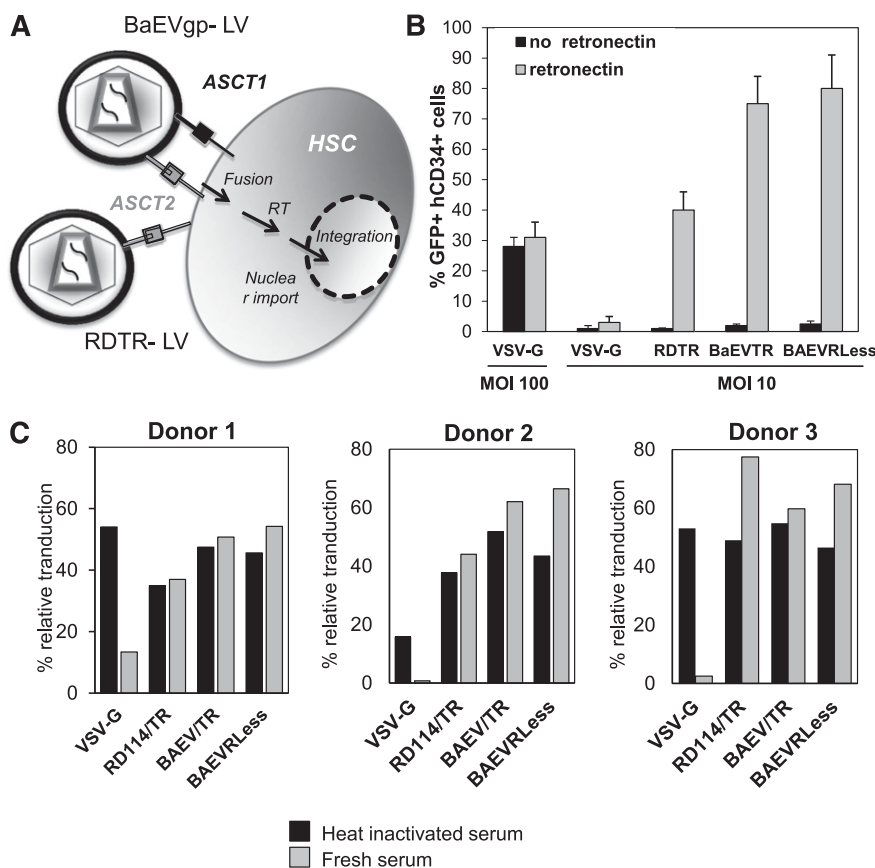 A
BaEVgp- LV
ASCT1
HSC
Fusion
ASCT2
RT
Integration
Nuclea
r import
RDTR- LV
B
no retronectin
retronectin
% GFP+ hCD34+ cells
100
90
80
70
60
50
40
30
20
10
0
VSV-G
VSV-G
RDTR
BaEVTR
BAEVRLess
MOI 100
MOI 10
C
Donor 1
% relative tranduction
80
60
40
20
0
VSV-G
RD114/TR
BAEV/TR
BAEVRLess
Donor 2
% relative tranduction
80
60
40
20
0
VSV-G
RD114/TR
BAEV/TR
BAEVRLess
Donor 3
% relative tranduction
80
60
40
20
0
VSV-G
RD114/TR
BAEV/TR
BAEVRLess
Heat inactivated serum
Fresh serum